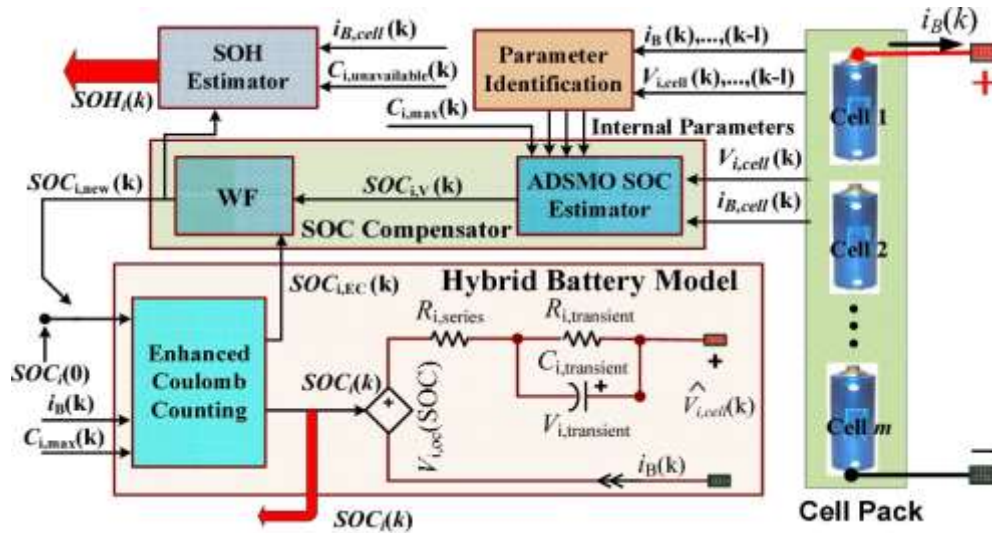 i_B(k)
SOH
Estimator
i_B,cell(k)
C_i,unavailable(k)
SOH_i(k)
Parameter
Identification
i_B(k),...,(k-l)
V_i,cell(k),...,(k-l)
+
Cell 1
C_i,max(k)
Internal Parameters
SOC_i,new(k)
WF
SOC_i,V(k)
ADSMO SOC
Estimator
V_i,cell(k)
i_B,cell(k)
SOC Compensator
Cell 2
SOC_i,EC(k)
Hybrid Battery Model
R_i,series
R_i,transient
C_i,transient
+
V_i,transient
+
V̂_i,cell(k)
Enhanced
Coulomb
Counting
SOC_i(0)
i_B(k)
C_i,max(k)
SOC_i(k)
+
V_i,oc(SOC)
i_B(k)
SOC_i(k)
Cell m
−
Cell Pack